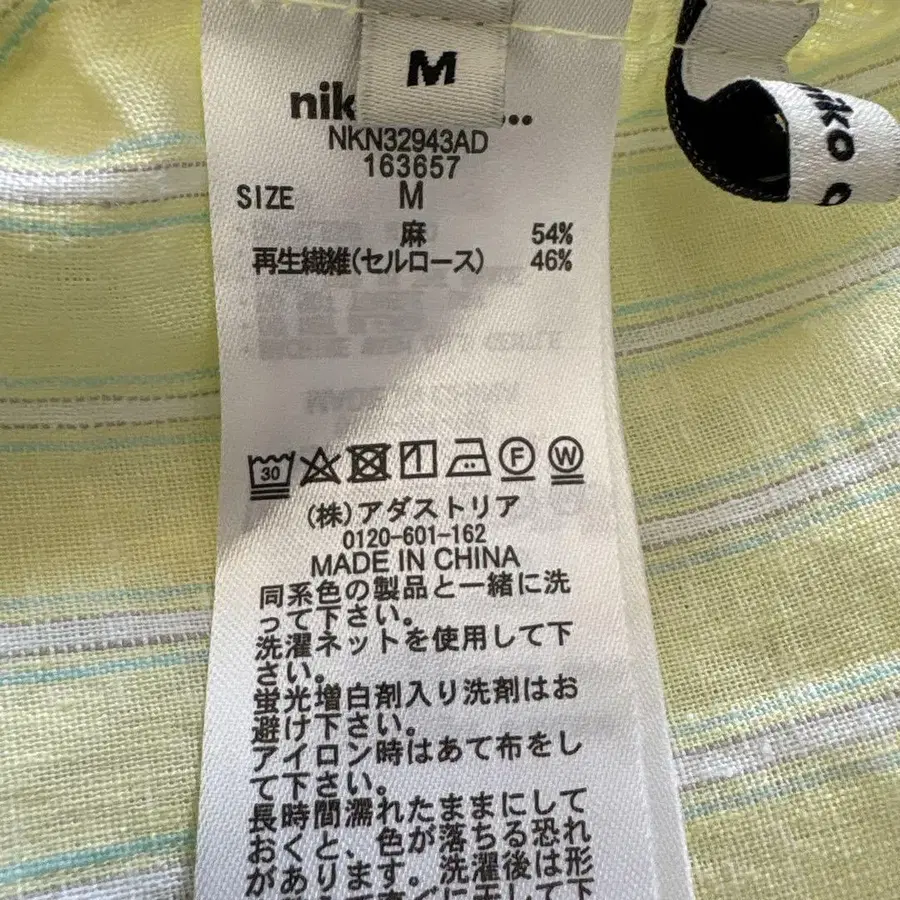 M
nik ...
niko
NKN32943AD
163657
SIZE M
麻 54%
再生繊維(セルロース) 46%
30
F
W
(株)アダストリア
0120-601-162
MADE IN CHINA
同系色の製品と一緒に洗
って下さい。
洗濯ネットを使用して下
さい。
蛍光増白剤入り洗剤はお
避け下さい。
アイロン時はあて布をし
て下さい。
長時間濡れたままにして
おくと、色が落ちる恐れ
があります。洗濯後は形